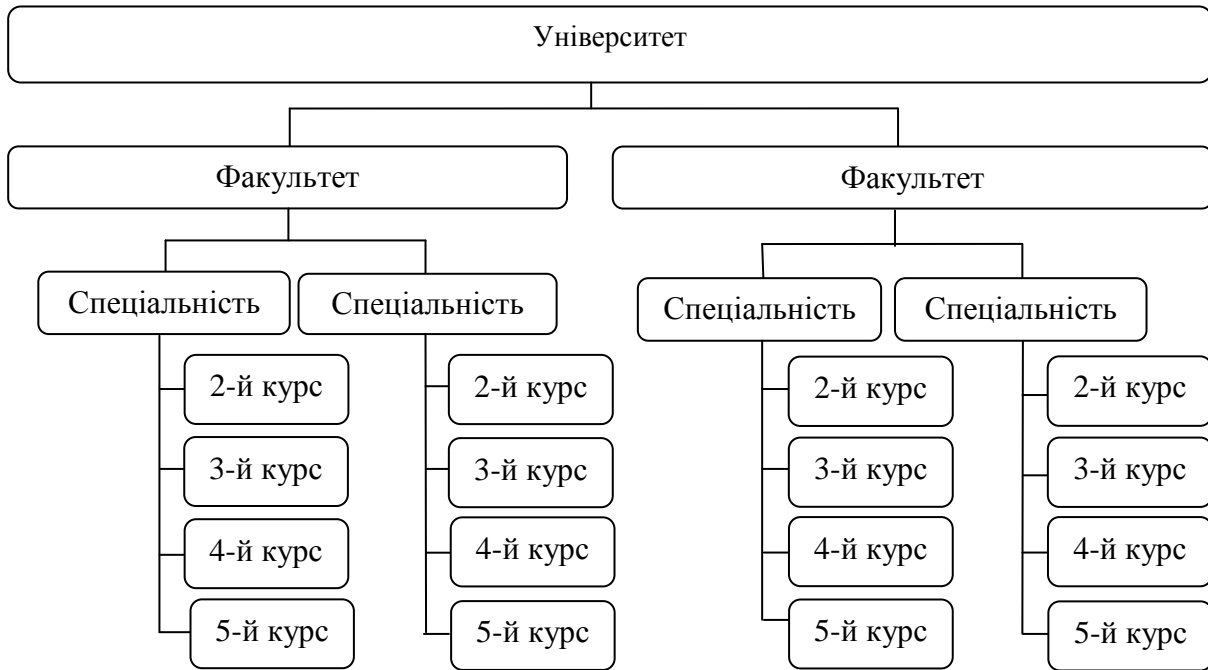 Університет
Факультет
Факультет
Спеціальність
Спеціальність
Спеціальність
Спеціальність
2-й курс
2-й курс
2-й курс
2-й курс
3-й курс
3-й курс
3-й курс
3-й курс
4-й курс
4-й курс
4-й курс
4-й курс
5-й курс
5-й курс
5-й курс
5-й курс